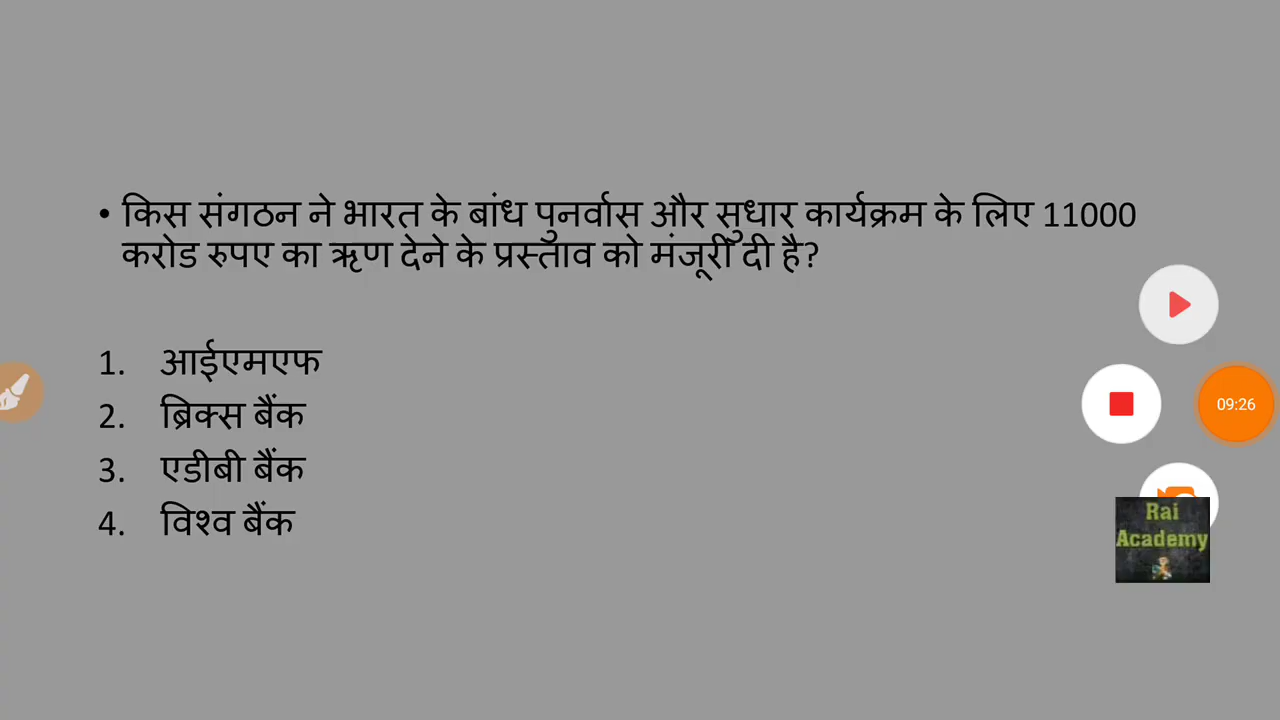 • किस संगठन ने भारत के बांध पुनर्वास और सुधार कार्यक्रम के लिए 11000
करोड रुपए का ऋण देने के प्रस्ताव को मंजूरी दी है?
1. आईएमएफ
2. ब्रिक्स बैंक
3. एडीबी बैंक
4. विश्व बैंक
09:26
Rai
Academy